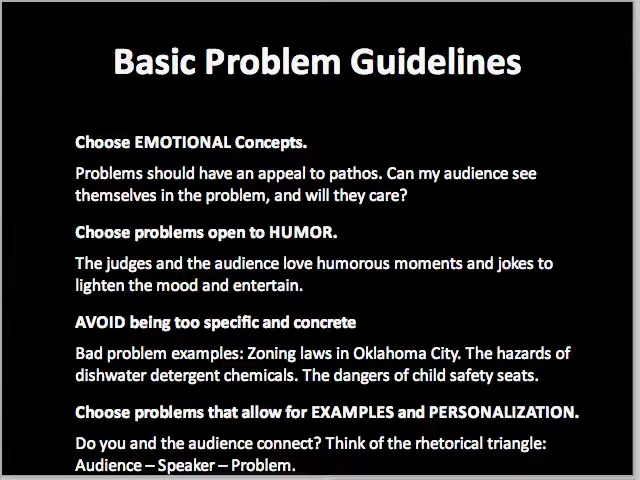 Basic Problem Guidelines
Choose EMOTIONAL Concepts.
Problems should have an appeal to pathos. Can my audience see
themselves in the problem, and will they care?
Choose problems open to HUMOR.
The judges and the audience love humorous moments and jokes to
lighten the mood and entertain.
AVOID being too specific and concrete
Bad problem examples: Zoning laws in Oklahoma City. The hazards of
dishwater detergent chemicals. The dangers of child safety seats.
Choose problems that allow for EXAMPLES and PERSONALIZATION.
Do you and the audience connect? Think of the rhetorical triangle:
Audience – Speaker – Problem.